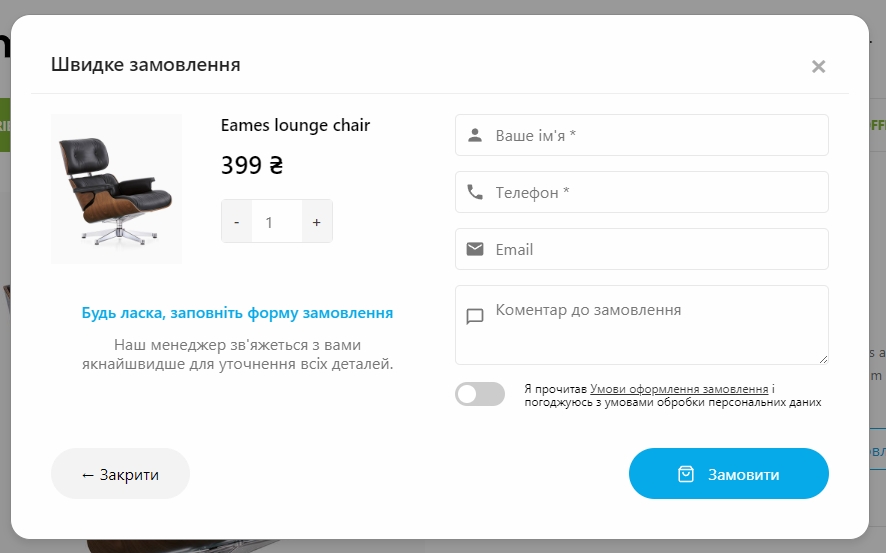 Швидке замовлення
Eames lounge chair
399 ₴
- 1 +
Будь ласка, заповніть форму замовлення
Наш менеджер зв'яжеться з вами
якнайшвидше для уточнення всіх деталей.
Ваше ім'я *
Телефон *
Email
Коментар до замовлення
Я прочитав Умови оформлення замовлення і
погоджуюсь з умовами обробки персональних даних
← Закрити
Замовити